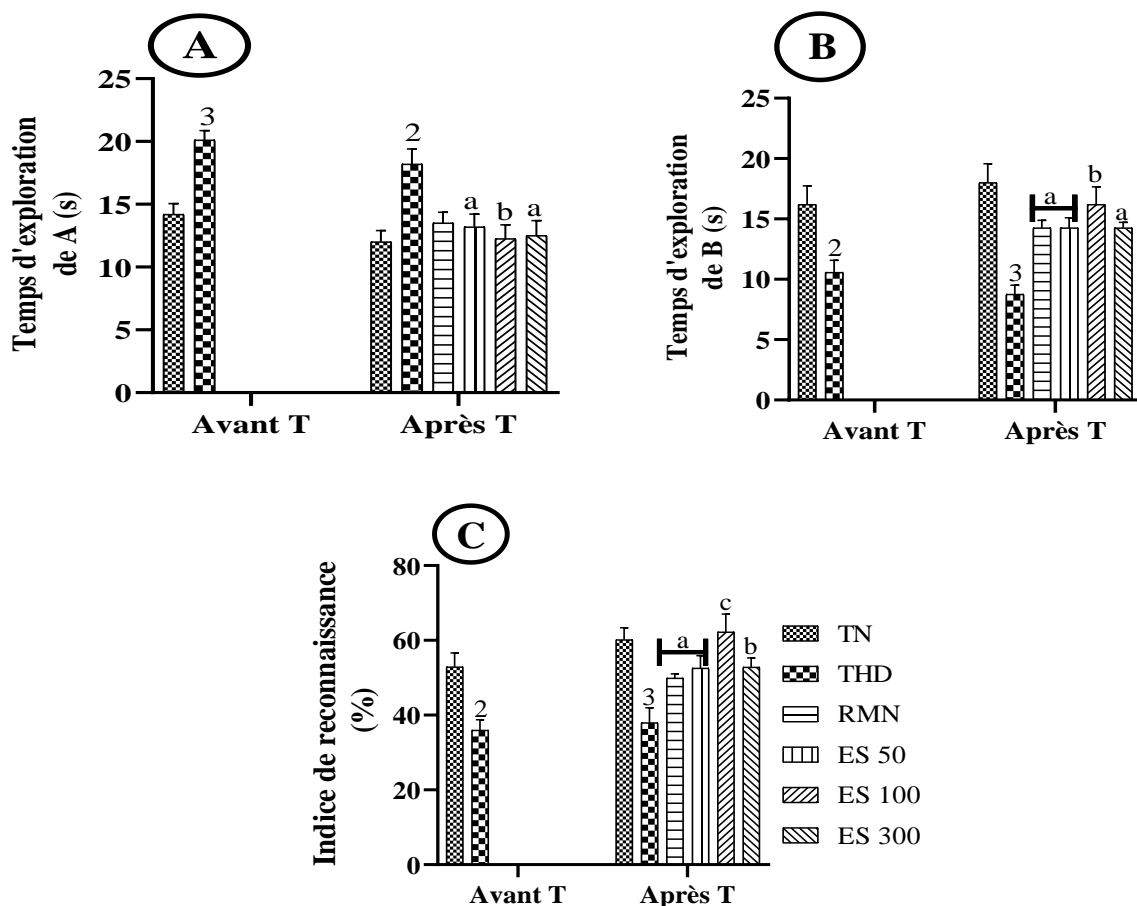 A
Temps d'exploration
de A (s)
25
20
15
10
5
0
3
2
a
b
a
Avant T
Après T
B
Temps d'exploration
de B (s)
25
20
15
10
5
0
2
3
a
b
a
Avant T
Après T
C
Indice de reconnaissance
(%)
80
60
40
20
0
2
3
a
c
b
Avant T
Après T
TN
THD
RMN
ES 50
ES 100
ES 300